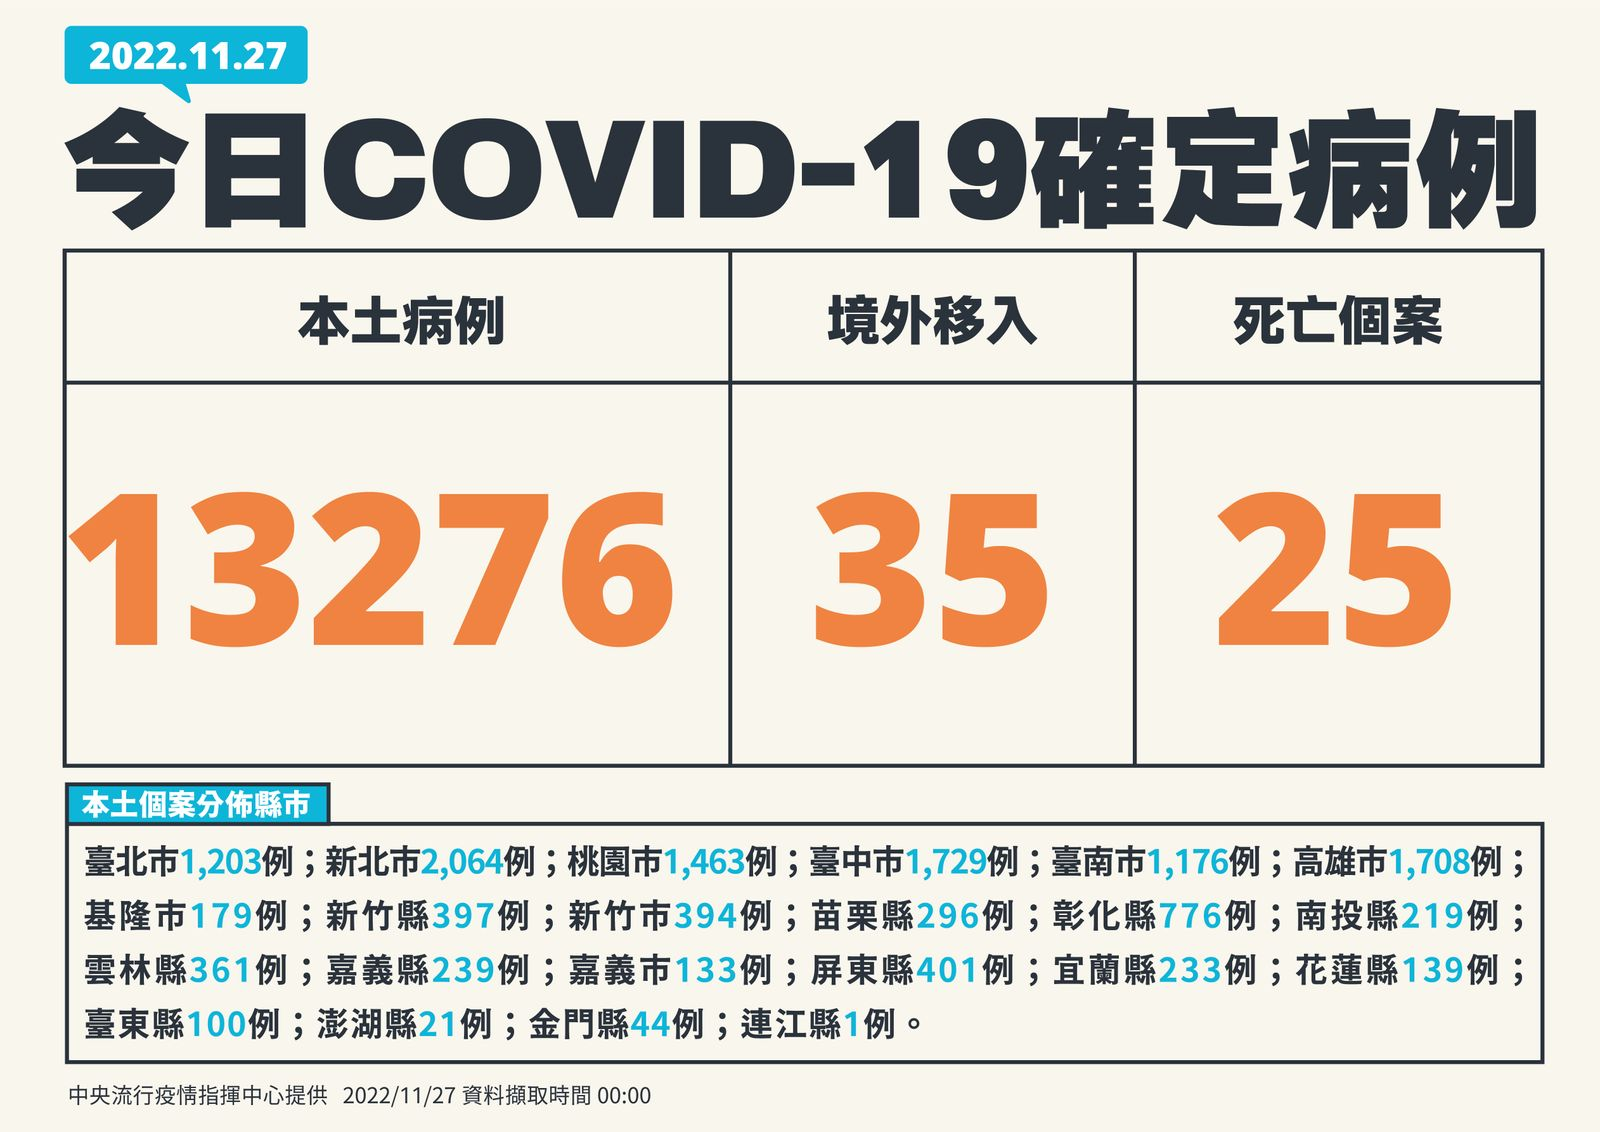 2022.11.27
今日COVID-19確定病例
本土病例 境外移入 死亡個案
13276 35 25
本土個案分佈縣市
臺北市1,203例；新北市2,064例；桃園市1,463例；臺中市1,729例；臺南市1,176例；高雄市1,708例；
基隆市179例；新竹縣397例；新竹市394例；苗栗縣296例；彰化縣776例；南投縣219例；
雲林縣361例；嘉義縣239例；嘉義市133例；屏東縣401例；宜蘭縣233例；花蓮縣139例；
臺東縣100例；澎湖縣21例；金門縣44例；連江縣1例。
中央流行疫情指揮中心提供 2022/11/27 資料擷取時間 00:00